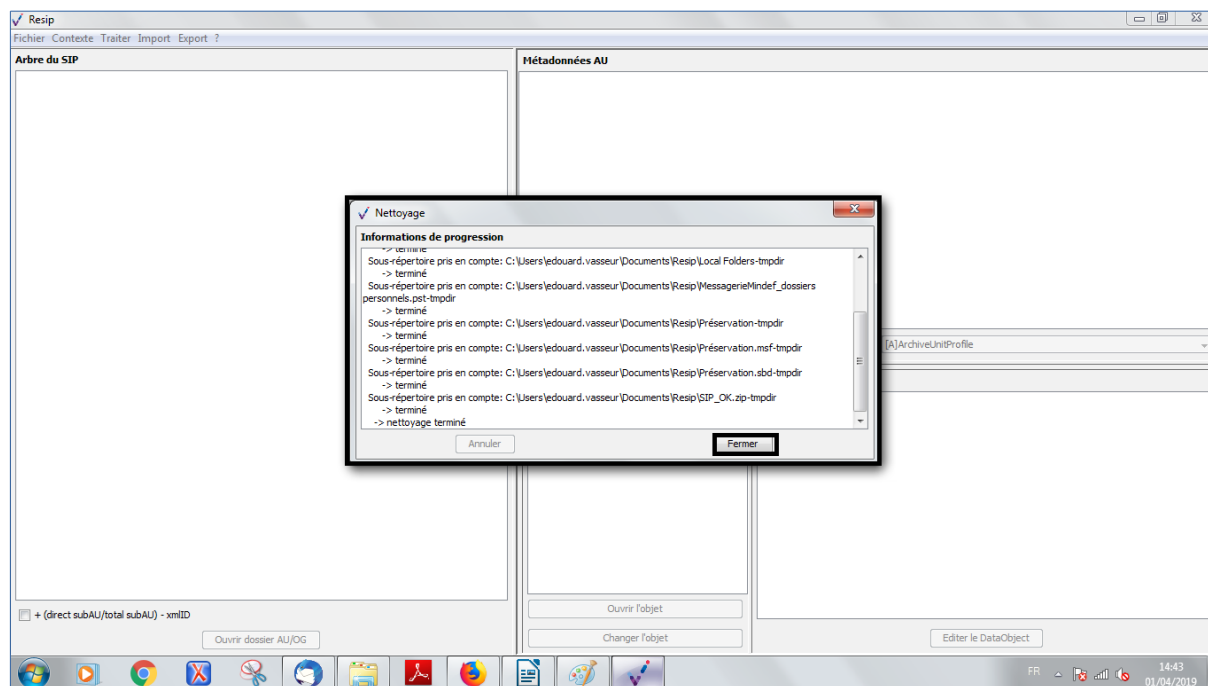 Resip
Fichier Contexte Traiter Import Export ?
Arbre du SIP
Métadonnées AU
Nettoyage
Informations de progression
-> terminé
Sous-répertoire pris en compte: C:\Users\edouard.vasseur\Documents\Resip\Local Folders-tmpdir
-> terminé
Sous-répertoire pris en compte: C:\Users\edouard.vasseur\Documents\Resip\MessagerieMindef_dossiers
personnels.pst-tmpdir
-> terminé
Sous-répertoire pris en compte: C:\Users\edouard.vasseur\Documents\Resip\Préservation-tmpdir
-> terminé
Sous-répertoire pris en compte: C:\Users\edouard.vasseur\Documents\Resip\Préservation.msf-tmpdir
-> terminé
Sous-répertoire pris en compte: C:\Users\edouard.vasseur\Documents\Resip\Préservation.sbd-tmpdir
-> terminé
Sous-répertoire pris en compte: C:\Users\edouard.vasseur\Documents\Resip\SIP_OK.zip-tmpdir
-> terminé
-> nettoyage terminé
Annuler
Fermer
[A]ArchiveUnitProfile
+ (direct subAU/total subAU) - xmlID
Ouvrir dossier AU/OG
Ouvrir l'objet
Changer l'objet
Editer le DataObject
FR
14:43
01/04/2019